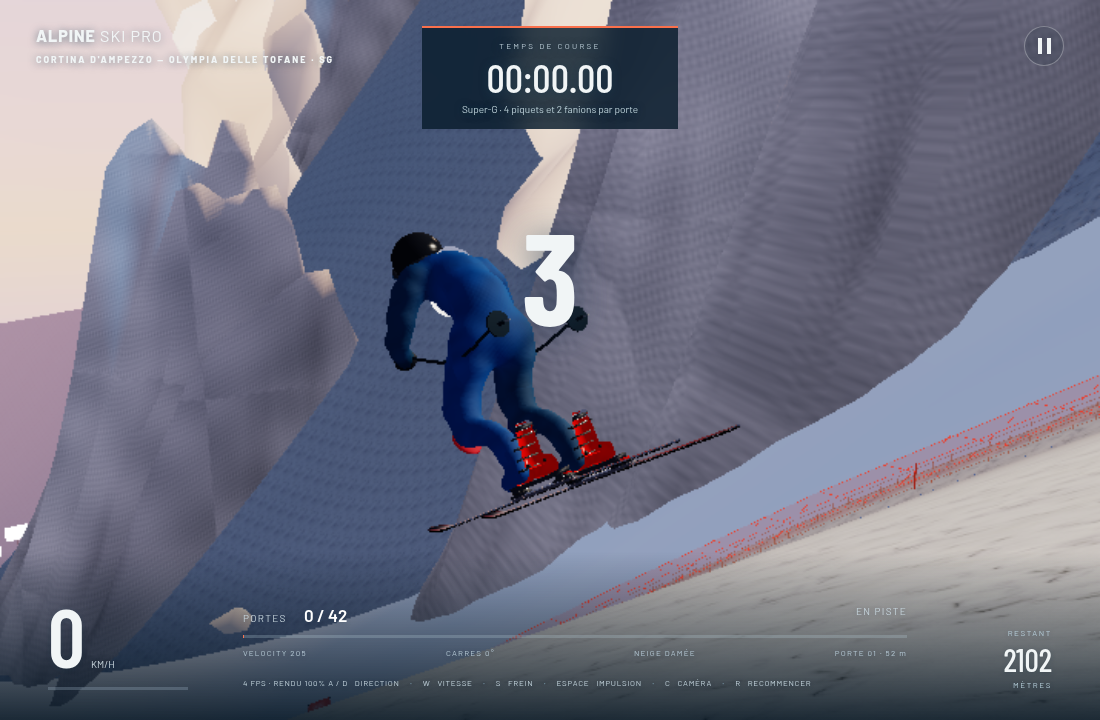 ALPINE SKI PRO
CORTINA D'AMPEZZO — OLYMPIA DELLE TOFANE · SG
TEMPS DE COURSE
00:00.00
Super-G · 4 piquets et 2 fanions par porte
3
0 KM/H
PORTES 0 / 42
EN PISTE
VELOCITY 205 CARRES 0° NEIGE DAMÉE PORTE 01 · 52 m
4 FPS · RENDU 100% A / D DIRECTION · W VITESSE · S FREIN · ESPACE IMPULSION · C CAMÉRA · R RECOMMENCER
RESTANT
2102
MÈTRES